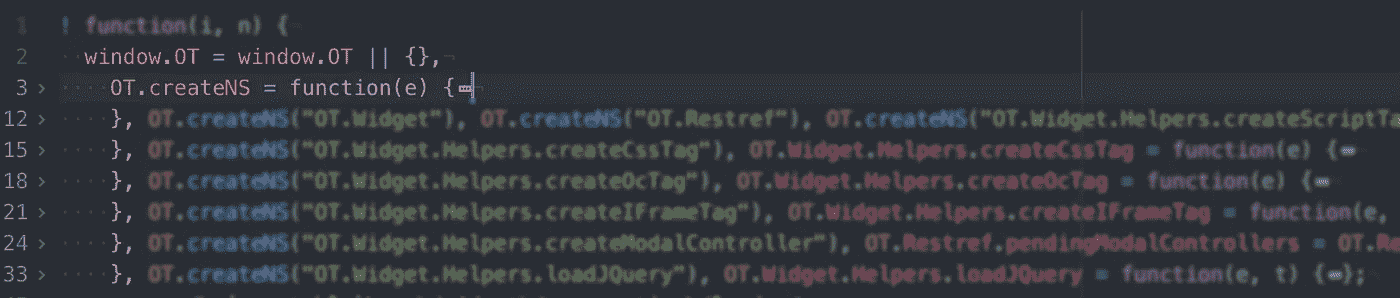 1 ! function(i, n) {
2 window.OT = window.OT || {},
3 > OT.createNS = function(e) {
12 > }, OT.createNS("OT.Widget"), OT.createNS("OT.Restref"), OT.createNS("OT.Widget.Helpers.createScriptTa
15 > }, OT.createNS("OT.Widget.Helpers.createCssTag"), OT.Widget.Helpers.createCssTag = function(e) {
18 > }, OT.createNS("OT.Widget.Helpers.createOcTag"), OT.Widget.Helpers.createOcTag = function(e) {
21 > }, OT.createNS("OT.Widget.Helpers.createIFrameTag"), OT.Widget.Helpers.createIFrameTag = function(e,
24 > }, OT.createNS("OT.Widget.Helpers.createModalController"), OT.Restref.pendingModalControllers = OT.Re
33 > }, OT.createNS("OT.Widget.Helpers.loadJQuery"), OT.Widget.Helpers.loadJQuery = function(e, t) {};